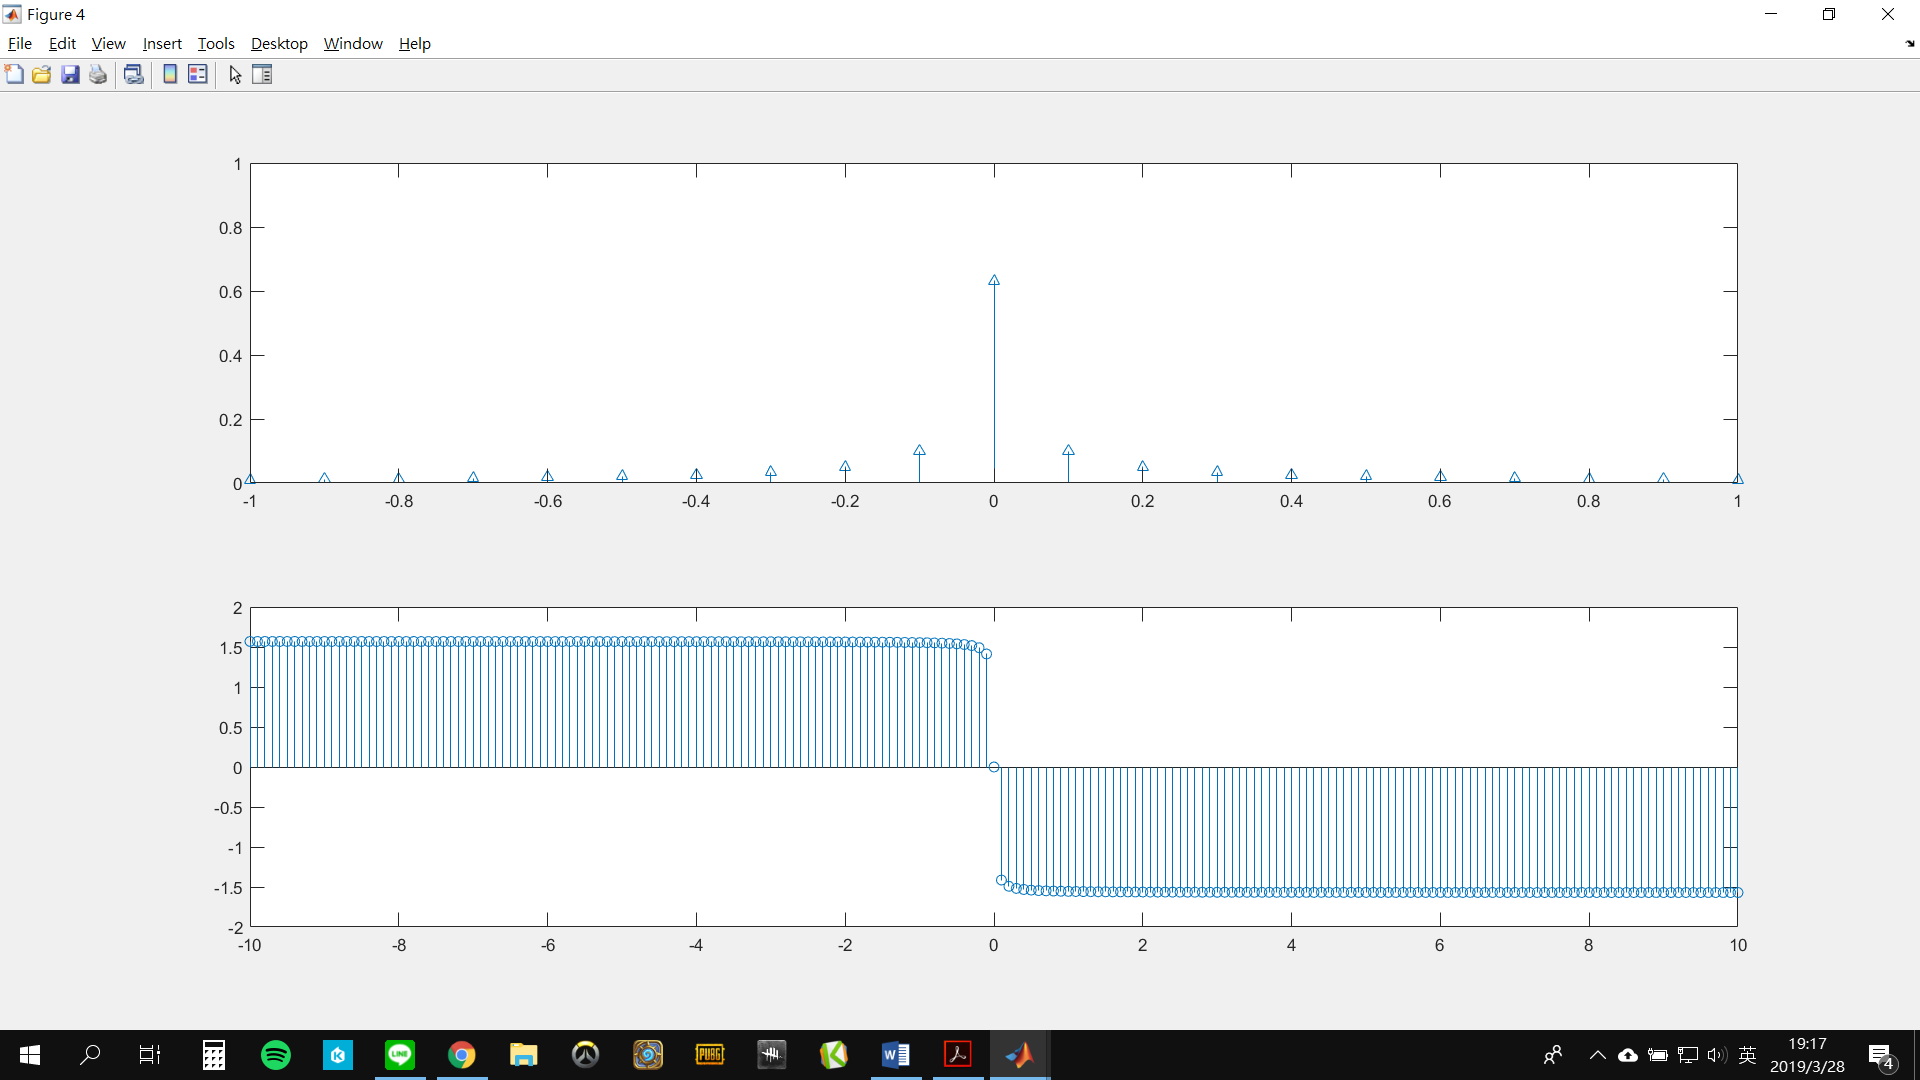 Figure 4
File Edit View Insert Tools Desktop Window Help
1
0.8
0.6
0.4
0.2
0
-1 -0.8 -0.6 -0.4 -0.2 0 0.2 0.4 0.6 0.8 1
2
1.5
1
0.5
0
-0.5
-1
-1.5
-2
-10 -8 -6 -4 -2 0 2 4 6 8 10
LINE
PUBG
W
英
19:17
2019/3/28
4